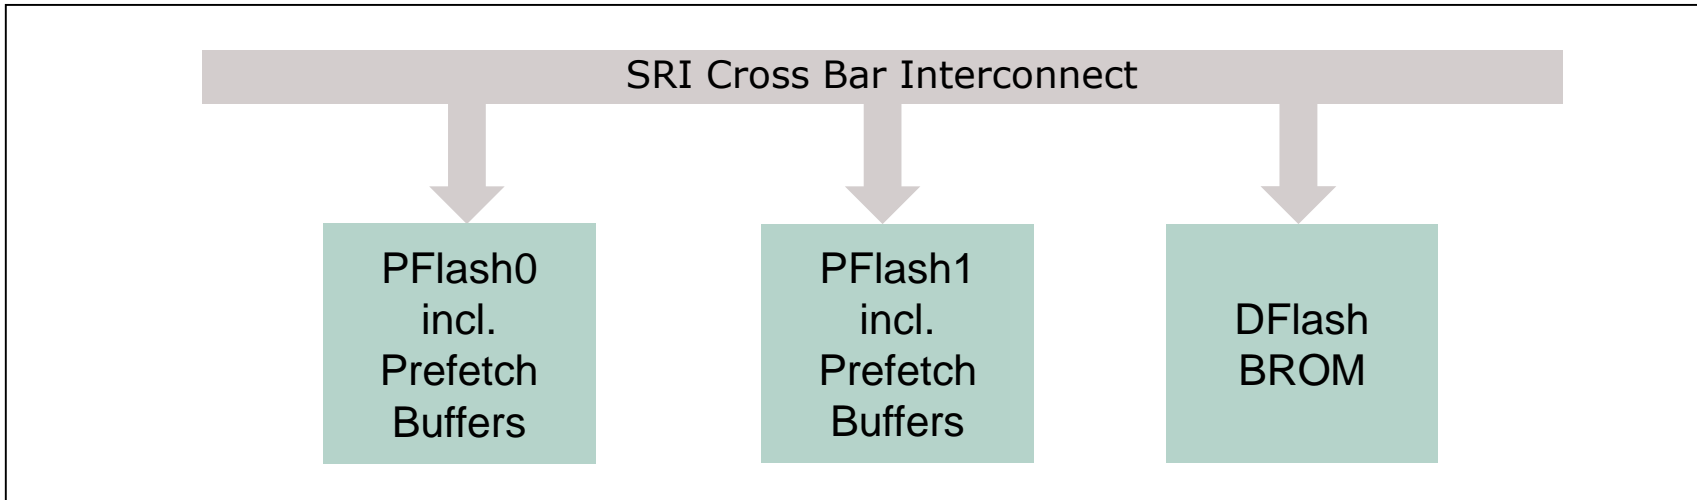 SRI Cross Bar Interconnect
PFlash0
incl.
Prefetch
Buffers
PFlash1
incl.
Prefetch
Buffers
DFlash
BROM